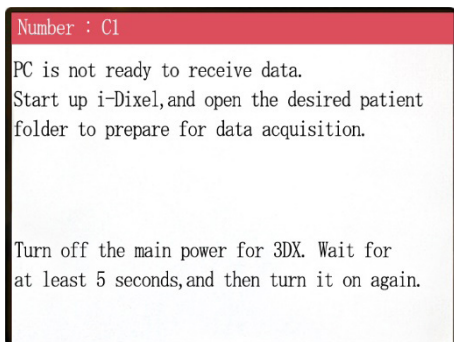 Number : C1
PC is not ready to receive data.
Start up i-Dixel,and open the desired patient
folder to prepare for data acquisition.
Turn off the main power for 3DX. Wait for
at least 5 seconds,and then turn it on again.